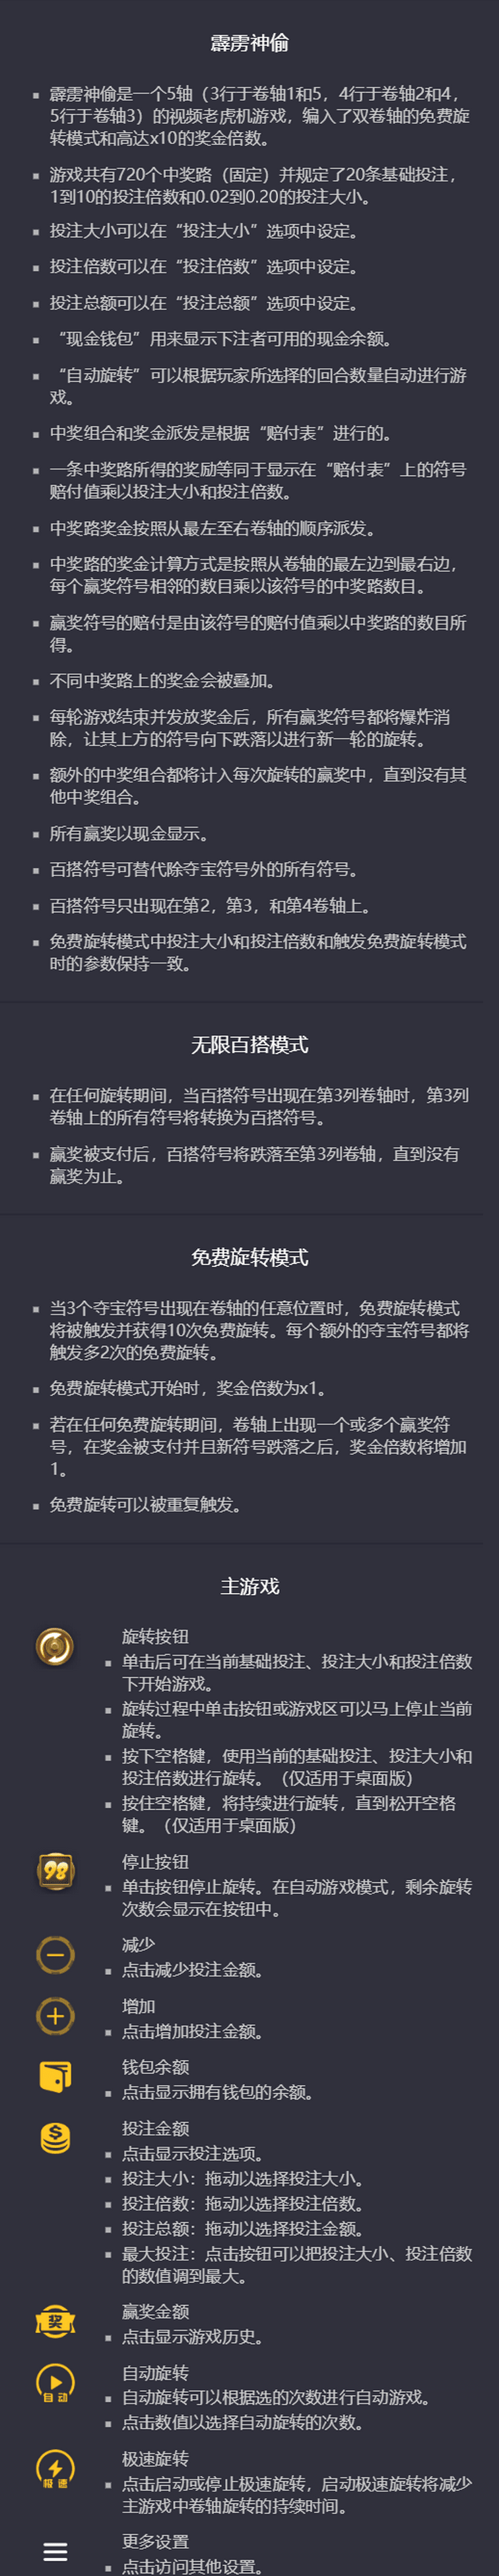 霹雳神偷
霹雳神偷是一个5轴（3行于卷轴1和5，4行于卷轴2和4，
5行于卷轴3）的视频老虎机游戏，编入了双卷轴的免费旋
转模式和高达x10的奖金倍数。
游戏共有720个中奖路（固定）并规定了20条基础投注，
1到10的投注倍数和0.02到0.20的投注大小。
投注大小可以在“投注大小”选项中设定。
投注倍数可以在“投注倍数”选项中设定。
投注总额可以在“投注总额”选项中设定。
“现金钱包”用来显示下注者可用的现金余额。
“自动旋转”可以根据玩家所选择的回合数量自动进行游
戏。
中奖组合和奖金派发是根据“赔付表”进行的。
一条中奖路所得的奖励等同于显示在“赔付表”上的符号
赔付值乘以投注大小和投注倍数。
中奖路奖金按照从最左至右卷轴的顺序派发。
中奖路的奖金计算方式是按照从卷轴的最左边到最右边，
每个赢奖符号相邻的数目乘以该符号的中奖路数目。
赢奖符号的赔付是由该符号的赔付值乘以中奖路的数目所
得。
不同中奖路上的奖金会被叠加。
每轮游戏结束并发放奖金后，所有赢奖符号都将爆炸消
除，让其上方的符号向下跌落以进行新一轮的旋转。
额外的中奖组合都将计入每次旋转的赢奖中，直到没有其
他中奖组合。
所有赢奖以现金显示。
百搭符号可替代除夺宝符号外的所有符号。
百搭符号只出现在第2，第3，和第4卷轴上。
免费旋转模式中投注大小和投注倍数和触发免费旋转模式
时的参数保持一致。
无限百搭模式
在任何旋转期间，当百搭符号出现在第3列卷轴时，第3列
卷轴上的所有符号将转换为百搭符号。
赢奖被支付后，百搭符号将跌落至第3列卷轴，直到没有
赢奖为止。
免费旋转模式
当3个夺宝符号出现在卷轴的任意位置时，免费旋转模式
将被触发并获得10次免费旋转。每个额外的夺宝符号都将
触发多2次的免费旋转。
免费旋转模式开始时，奖金倍数为x1。
若在任何免费旋转期间，卷轴上出现一个或多个赢奖符
号，在奖金被支付并且新符号跌落之后，奖金倍数将增加
1。
免费旋转可以被重复触发。
主游戏
旋转按钮
单击后可在当前基础投注、投注大小和投注倍数
下开始游戏。
旋转过程中单击按钮或游戏区可以马上停止当前
旋转。
按下空格键，使用当前的基础投注、投注大小和
投注倍数进行旋转。（仅适用于桌面版）
按住空格键，将持续进行旋转，直到松开空格
键。（仅适用于桌面版）
98
停止按钮
单击按钮停止旋转。在自动游戏模式，剩余旋转
次数会显示在按钮中。
减少
点击减少投注金额。
增加
点击增加投注金额。
钱包余额
点击显示拥有钱包的余额。
投注金额
点击显示投注选项。
投注大小：拖动以选择投注大小。
投注倍数：拖动以选择投注倍数。
投注总额：拖动以选择投注金额。
最大投注：点击按钮可以把投注大小、投注倍数
的数值调到最大。
奖
赢奖金额
点击显示游戏历史。
自动
自动旋转
自动旋转可以根据选的次数进行自动游戏。
点击数值以选择自动旋转的次数。
极速
极速旋转
点击启动或停止极速旋转，启动极速旋转将减少
主游戏中卷轴旋转的持续时间。
更多设置
点击访问其他设置。